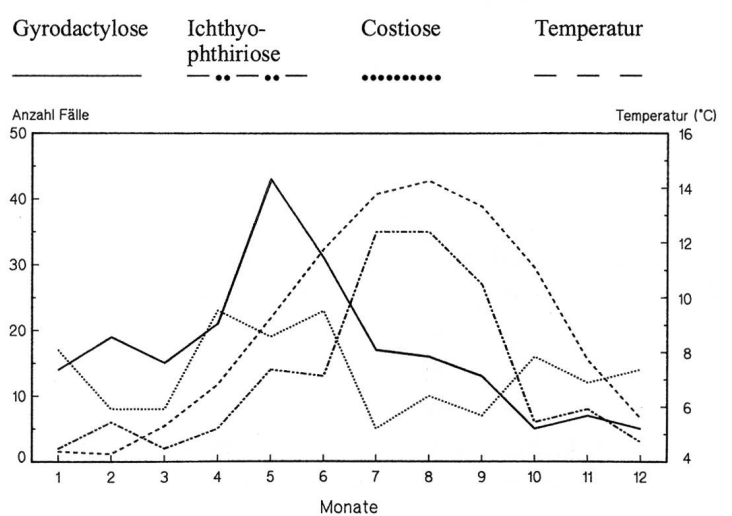 Gyrodactylose Ichthyo- Costiose Temperatur
phthiriose
Anzahl Fälle Temperatur (°C)
50 16
40 14
30 12
20 10
10 8
0 6
4
1 2 3 4 5 6 7 8 9 10 11 12
Monate